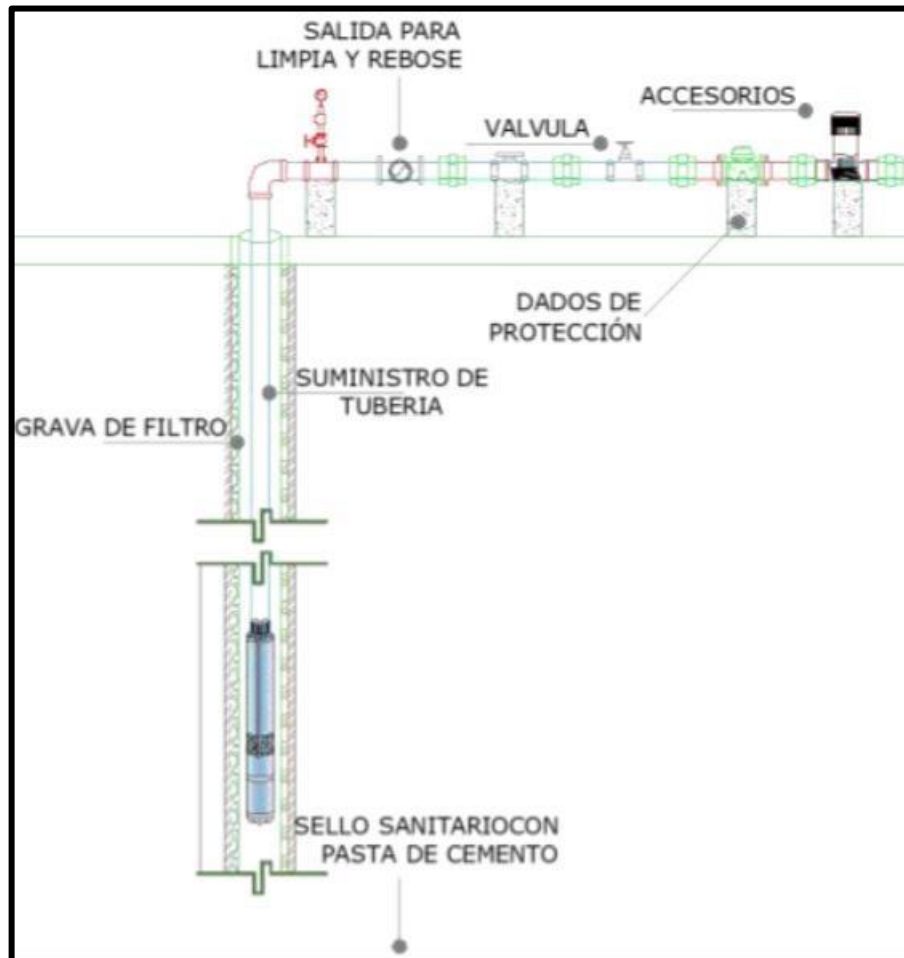 SALIDA PARA
LIMPIA Y REBOSE
ACCESORIOS
VALVULA
DADOS DE
PROTECCIÓN
SUMINISTRO DE
TUBERIA
GRAVA DE FILTRO
SELLO SANITARIOCON
PASTA DE CEMENTO